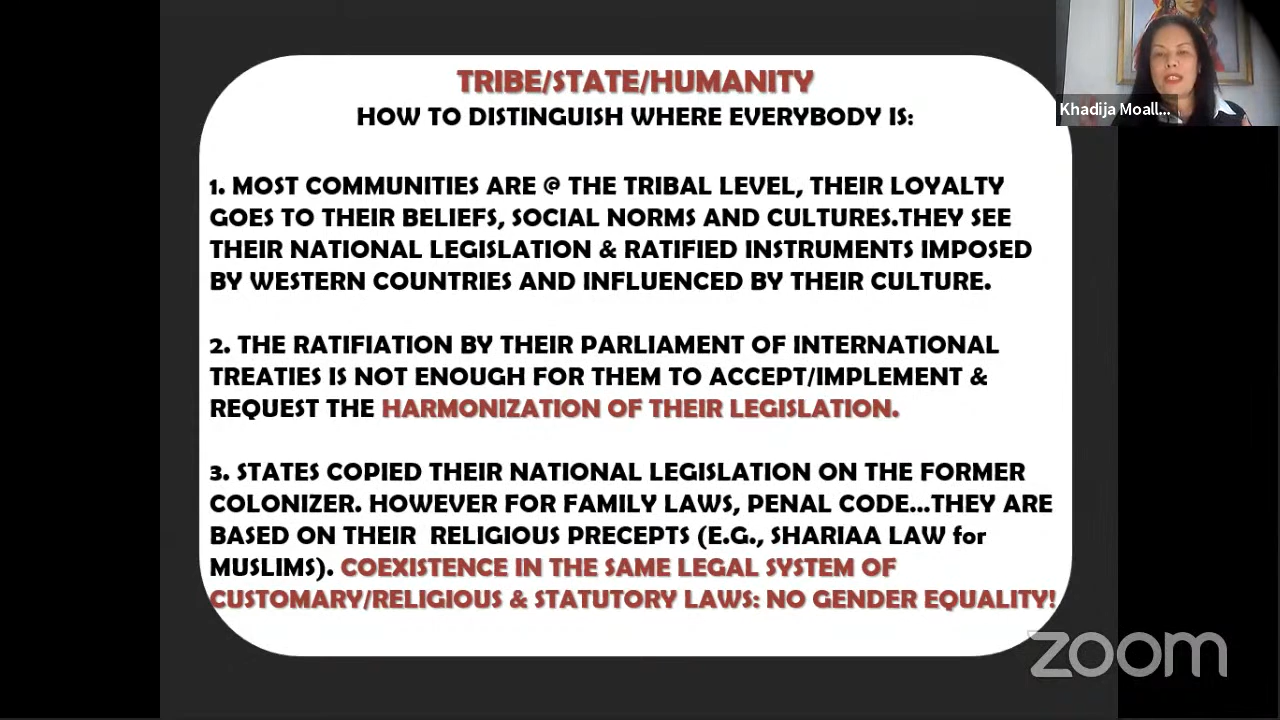 TRIBE/STATE/HUMANITY
HOW TO DISTINGUISH WHERE EVERYBODY IS:
1. MOST COMMUNITIES ARE @ THE TRIBAL LEVEL, THEIR LOYALTY
GOES TO THEIR BELIEFS, SOCIAL NORMS AND CULTURES.THEY SEE
THEIR NATIONAL LEGISLATION & RATIFIED INSTRUMENTS IMPOSED
BY WESTERN COUNTRIES AND INFLUENCED BY THEIR CULTURE.
2. THE RATIFIATION BY THEIR PARLIAMENT OF INTERNATIONAL
TREATIES IS NOT ENOUGH FOR THEM TO ACCEPT/IMPLEMENT &
REQUEST THE HARMONIZATION OF THEIR LEGISLATION.
3. STATES COPIED THEIR NATIONAL LEGISLATION ON THE FORMER
COLONIZER. HOWEVER FOR FAMILY LAWS, PENAL CODE...THEY ARE
BASED ON THEIR RELIGIOUS PRECEPTS (E.G., SHARIAA LAW for
MUSLIMS). COEXISTENCE IN THE SAME LEGAL SYSTEM OF
CUSTOMARY/RELIGIOUS & STATUTORY LAWS: NO GENDER EQUALITY!
Khadija Moall...
zoom